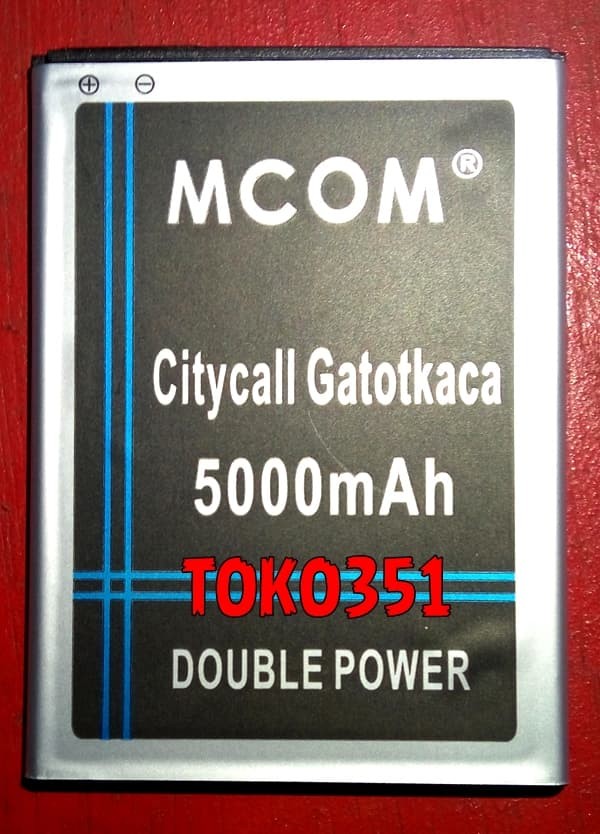 ⊕ ⊖
MCOM®
Citycall Gatotkaca
5000mAh
TOKO351
DOUBLE POWER